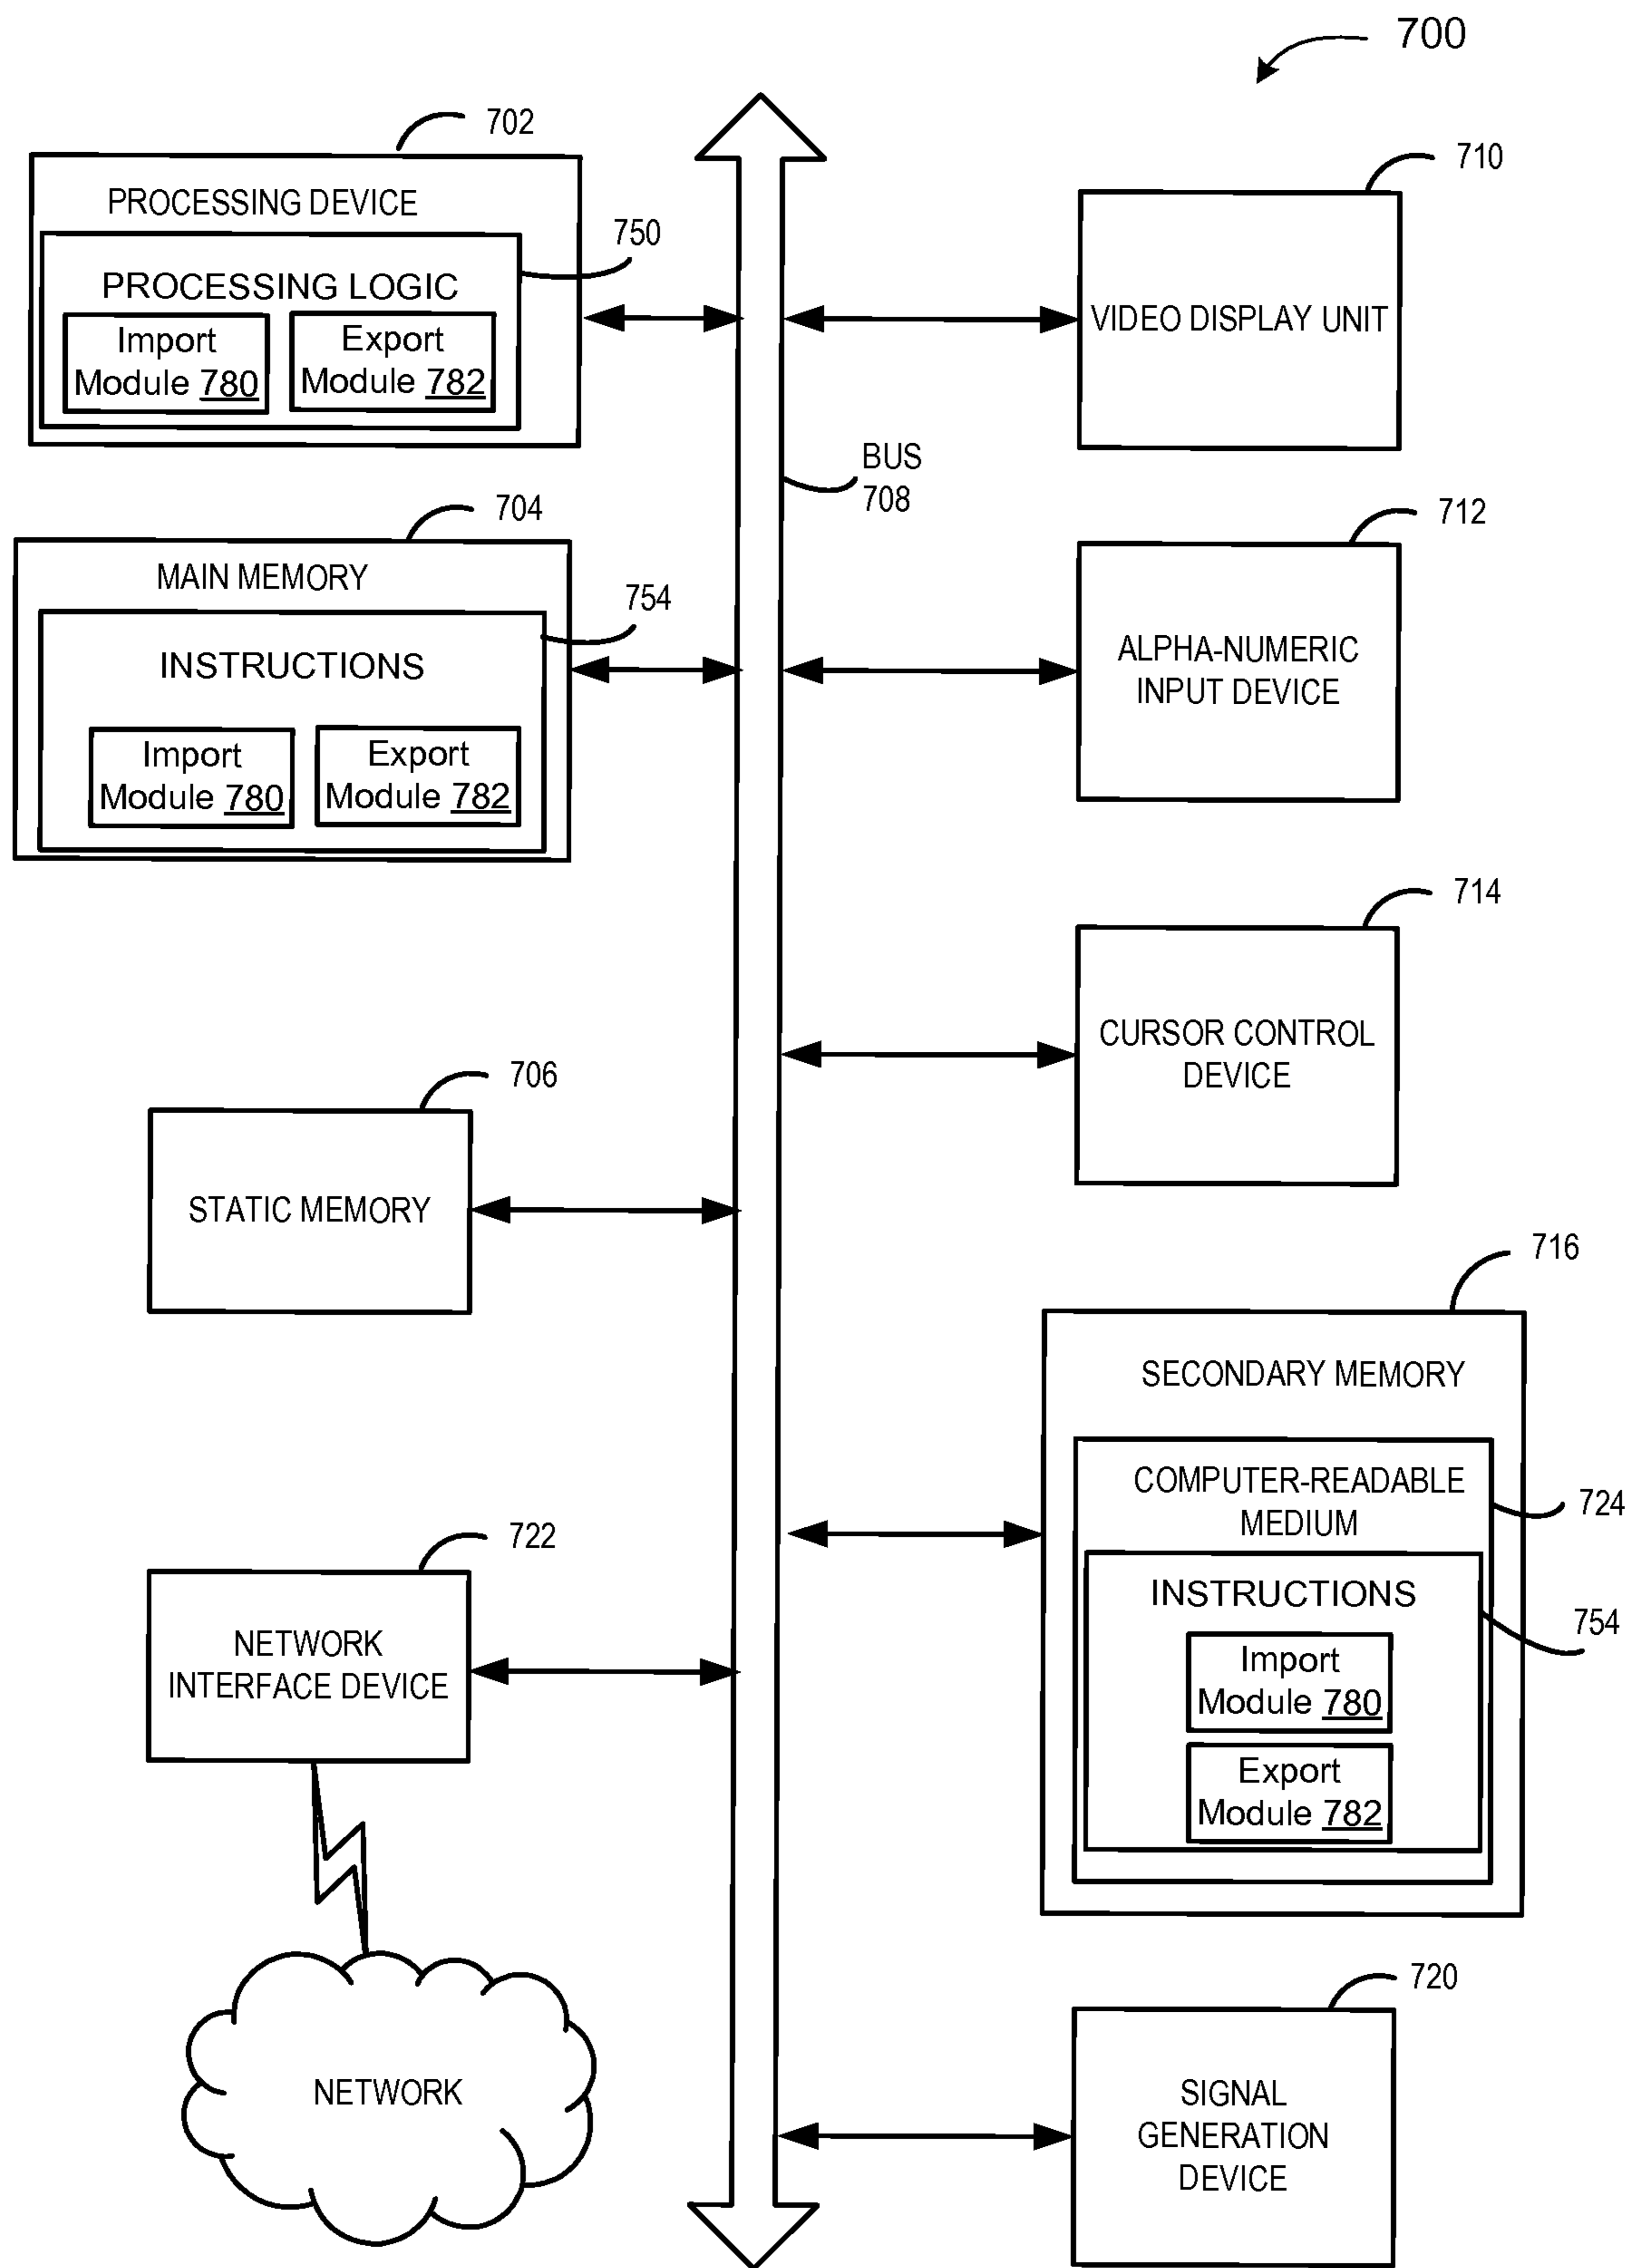 700
702
PROCESSING DEVICE
750
PROCESSING LOGIC
Import
Module 780
Export
Module 782
710
VIDEO DISPLAY UNIT
BUS
708
704
MAIN MEMORY
754
INSTRUCTIONS
Import
Module 780
Export
Module 782
712
ALPHA-NUMERIC
INPUT DEVICE
714
CURSOR CONTROL
DEVICE
706
STATIC MEMORY
716
SECONDARY MEMORY
COMPUTER-READABLE
MEDIUM
724
INSTRUCTIONS
754
Import
Module 780
Export
Module 782
722
NETWORK
INTERFACE DEVICE
NETWORK
720
SIGNAL
GENERATION
DEVICE